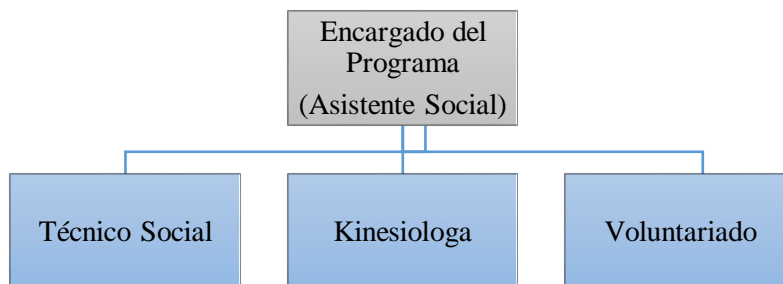 Encargado del
Programa
(Asistente Social)
Técnico Social
Kinesiologa
Voluntariado